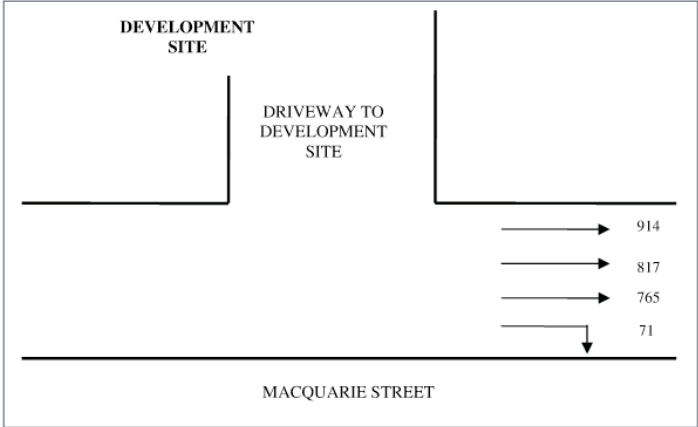 DEVELOPMENT
SITE
DRIVEWAY TO
DEVELOPMENT
SITE
914
817
765
71
MACQUARIE STREET